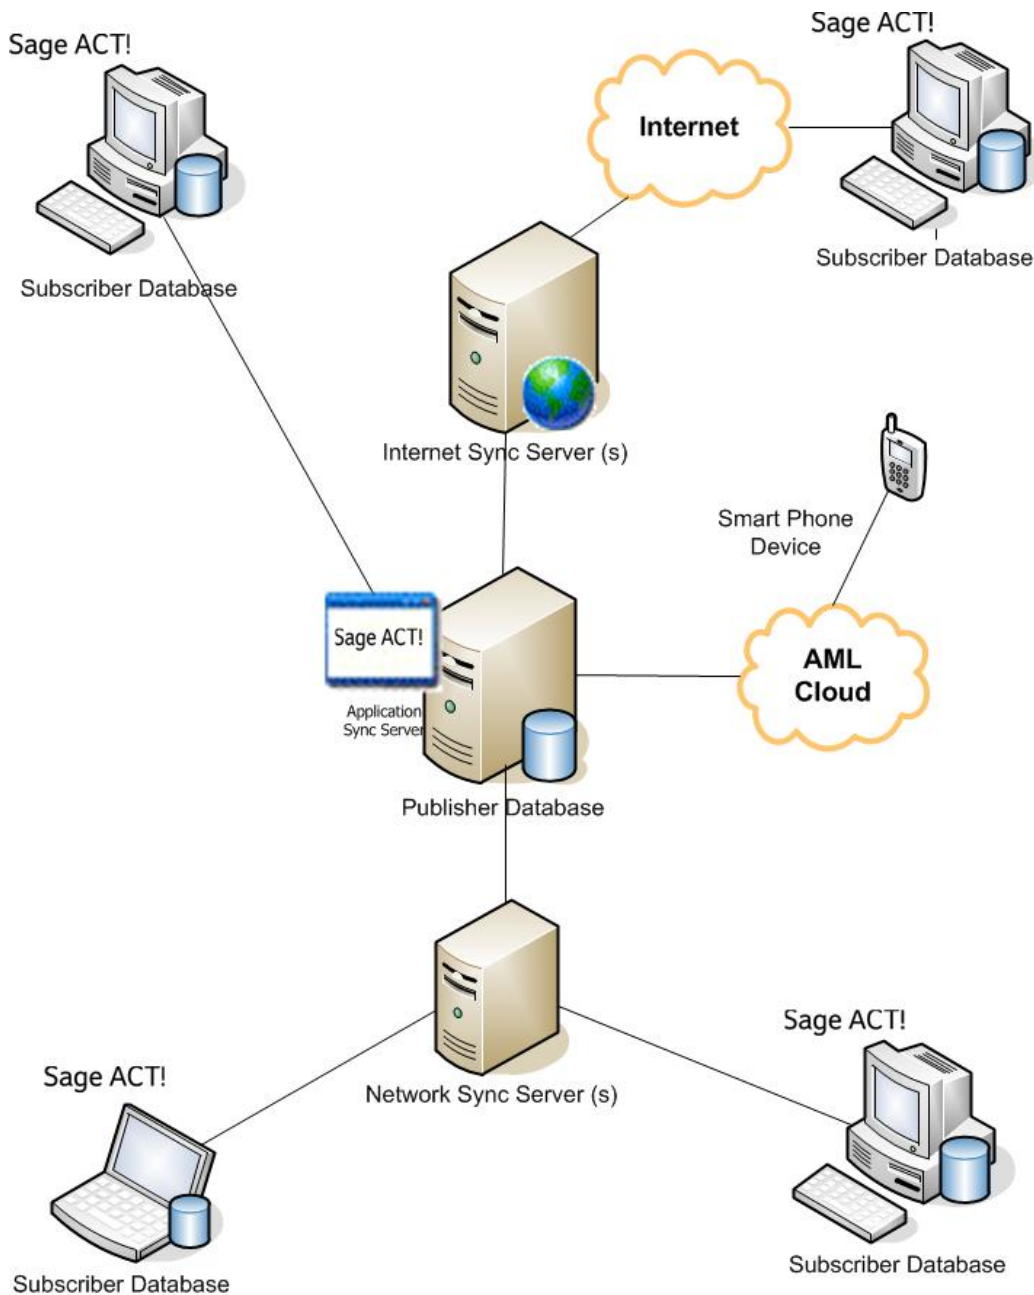 Sage ACT!
Sage ACT!
Internet
Subscriber Database
Subscriber Database
Internet Sync Server (s)
Smart Phone
Device
Sage ACT!
AML
Cloud
Application
Sync Server
Publisher Database
Sage ACT!
Network Sync Server (s)
Sage ACT!
Subscriber Database
Subscriber Database